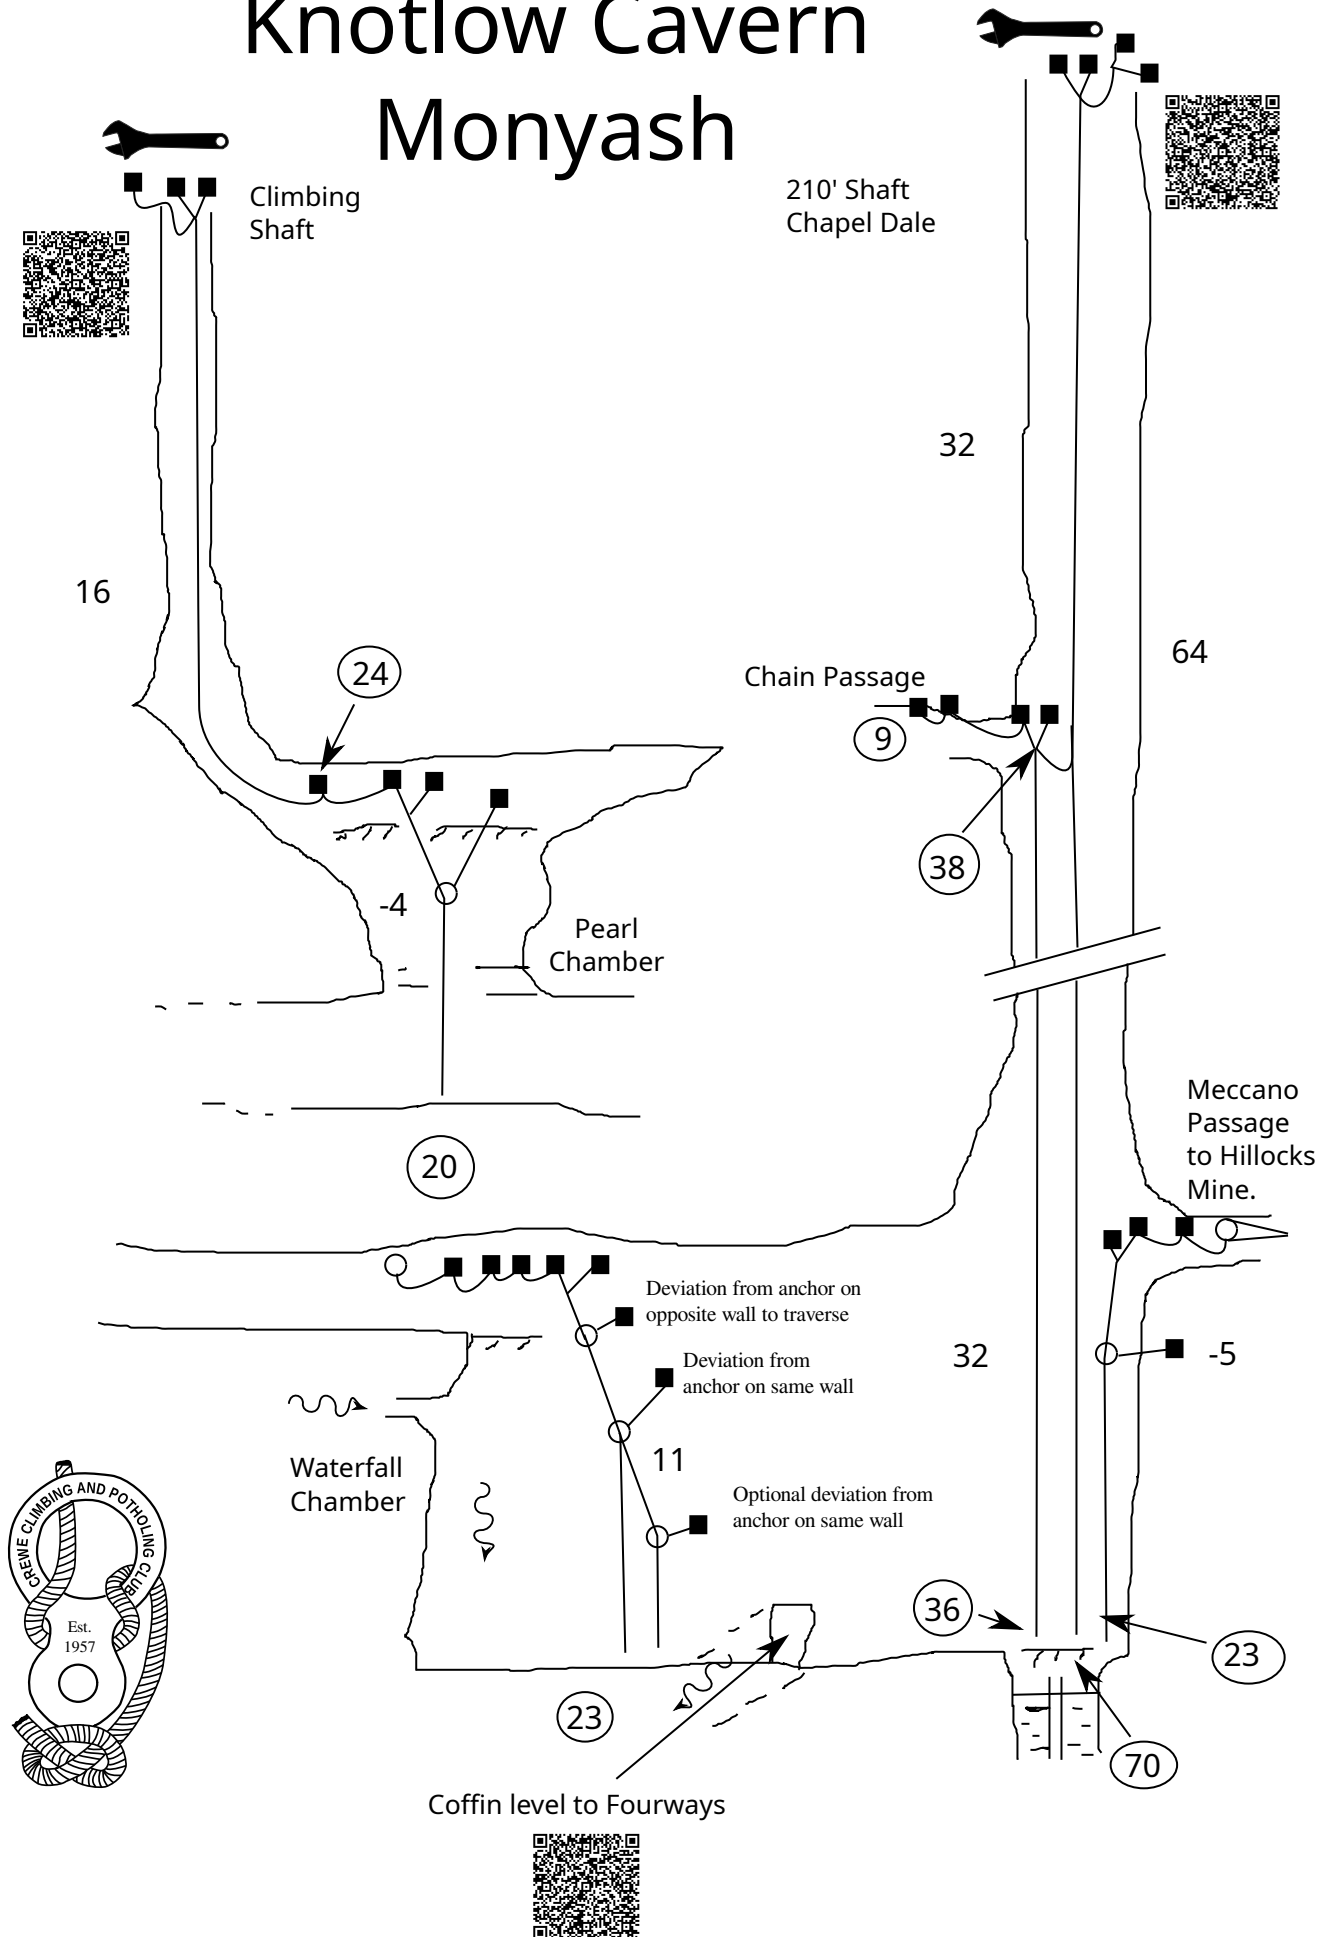 Knotlow Cavern
Monyash
Climbing
Shaft
210' Shaft
Chapel Dale
32
16
24
Chain Passage
64
9
38
-4
Pearl
Chamber
Meccano
Passage
to Hillocks
Mine.
20
Deviation from anchor on
opposite wall to traverse
Deviation from
anchor on same wall
32
-5
11
Waterfall
Chamber
Optional deviation from
anchor on same wall
CREWE CLIMBING AND POTHOLING CLUB
Est.
1957
36
23
23
70
Coffin level to Fourways